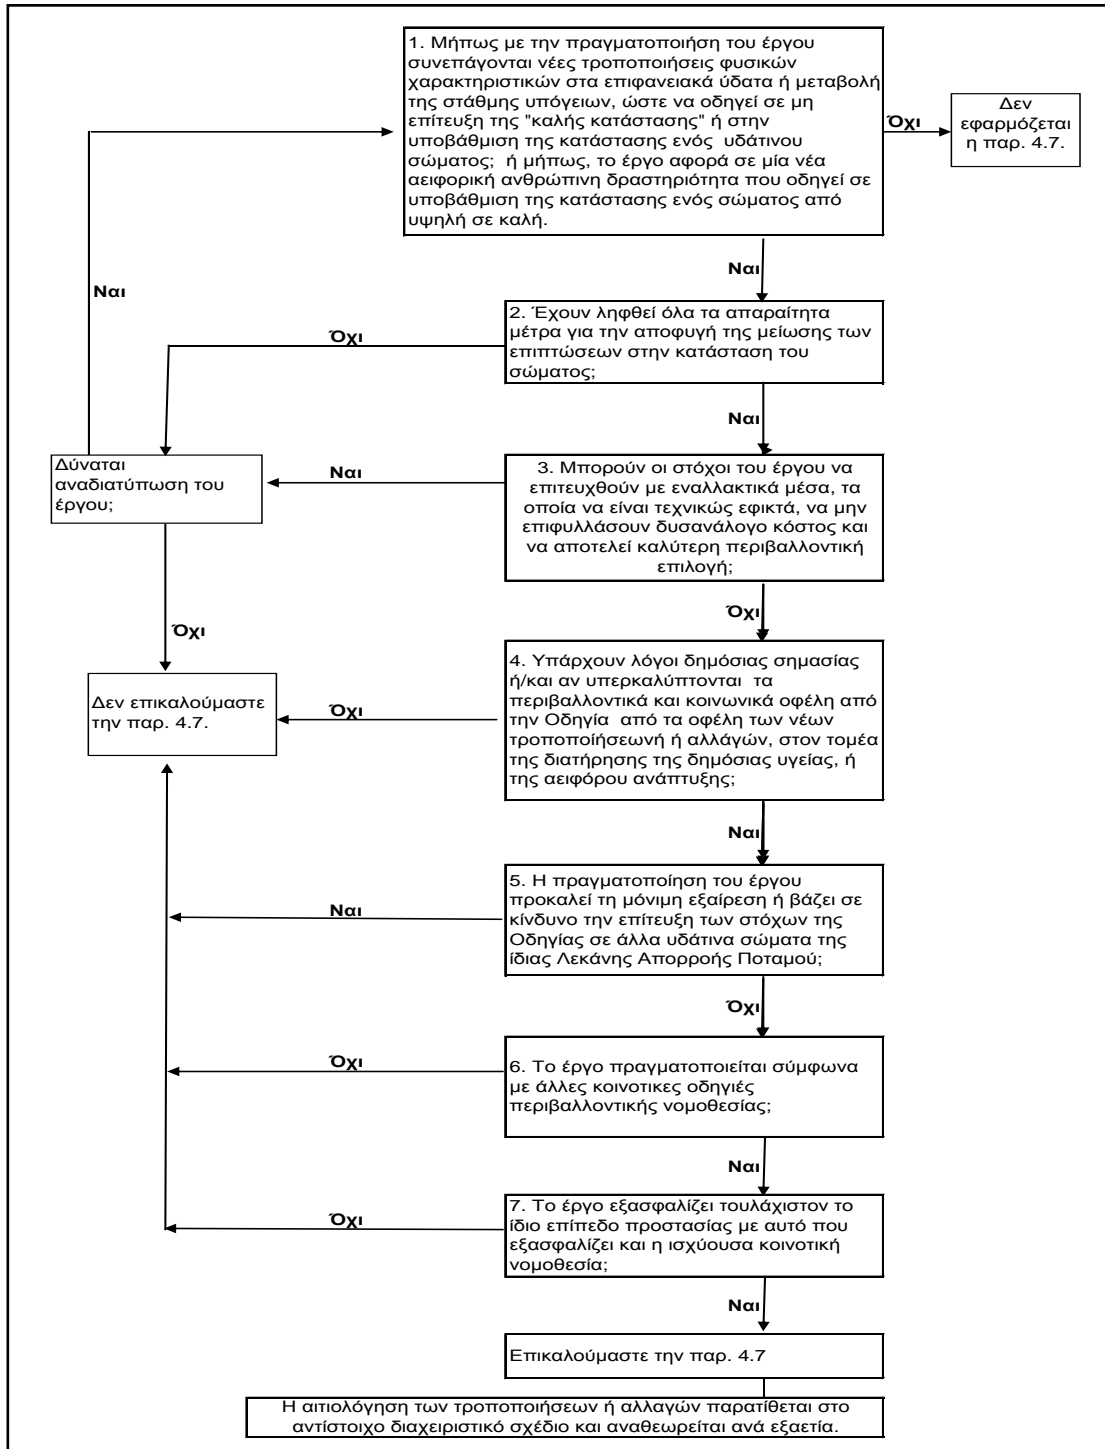 1. Μήπως με την πραγματοποιήση του έργου
συνεπάγονται νέες τροποποιήσεις φυσικών
χαρακτηριστικών στα επιφανειακά ύδατα ή μεταβολή
της στάθμης υπόγειων, ώστε να οδηγεί σε μη
επίτευξη της "καλής κατάστασης" ή στην
υποβάθμιση της κατάστασης ενός υδάτινου
σώματος; ή μήπως, το έργο αφορά σε μία νέα
αειφορική ανθρώπινη δραστηριότητα που οδηγεί σε
υποβάθμιση της κατάστασης ενός σώματος από
υψηλή σε καλή.
Όχι
Δεν
εφαρμόζεται
η παρ. 4.7.
Ναι
Ναι
2. Έχουν ληφθεί όλα τα απαραίτητα
μέτρα για την αποφυγή της μείωσης των
επιπτώσεων στην κατάσταση του
σώματος;
Όχι
Ναι
Δύναται
αναδιατύπωση του
έργου;
Ναι
3. Μπορούν οι στόχοι του έργου να
επιτευχθούν με εναλλακτικά μέσα, τα
οποία να είναι τεχνικώς εφικτά, να μην
επιφυλλάσουν δυσανάλογο κόστος και
να αποτελεί καλύτερη περιβαλλοντική
επιλογή;
Όχι
Όχι
Δεν επικαλούμαστε
την παρ. 4.7.
Όχι
4. Υπάρχουν λόγοι δημόσιας σημασίας
ή/και αν υπερκαλύπτονται τα
περιβαλλοντικά και κοινωνικά οφέλη από
την Οδηγία από τα οφέλη των νέων
τροποποίήσεωνή ή αλλάγών, στον τομέα
της διατήρησης της δημόσιας υγείας, ή
της αειφόρου ανάπτυξης;
Ναι
Ναι
5. Η πραγματοποίηση του έργου
προκαλεί τη μόνιμη εξαίρεση ή βάζει σε
κίνδυνο την επίτευξη των στόχων της
Οδηγίας σε άλλα υδάτινα σώματα της
ίδιας Λεκάνης Απορροής Ποταμού;
Όχι
Όχι
6. Το έργο πραγματοποιείται σύμφωνα
με άλλες κοινοτικες οδηγιές
περιβαλλοντικής νομοθεσίας;
Ναι
Όχι
7. Το έργο εξασφαλίζει τουλάχιστον το
ίδιο επίπεδο προστασίας με αυτό που
εξασφαλίζει και η ισχύουσα κοινοτική
νομοθεσία;
Ναι
Επικαλούμαστε την παρ. 4.7
Η αιτιολόγηση των τροποποιήσεων ή αλλαγών παρατίθεται στο
αντίστοιχο διαχειριστικό σχέδιο και αναθεωρείται ανά εξαετία.